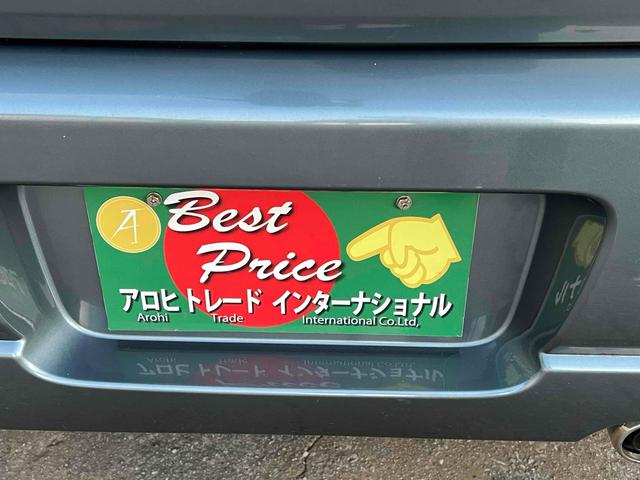 A
Best
Price
アロヒ トレード インターナショナル
Arohi Trade International Co.Ltd,